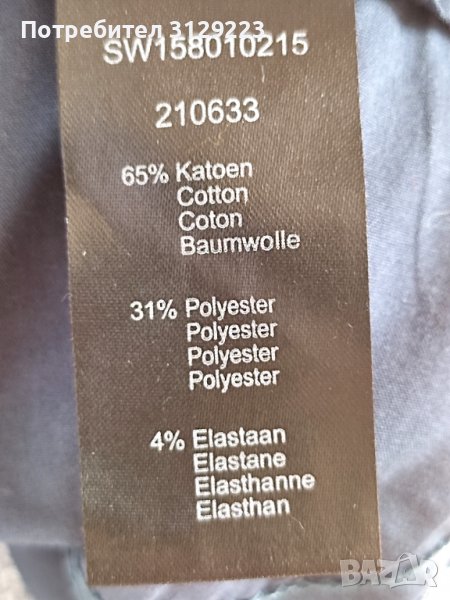 Потребител 3129223
SW158010215
210633
65% Katoen
Cotton
Coton
Baumwolle
31% Polyester
Polyester
Polyester
Polyester
4% Elastaan
Elastane
Elasthanne
Elasthan
Bazar